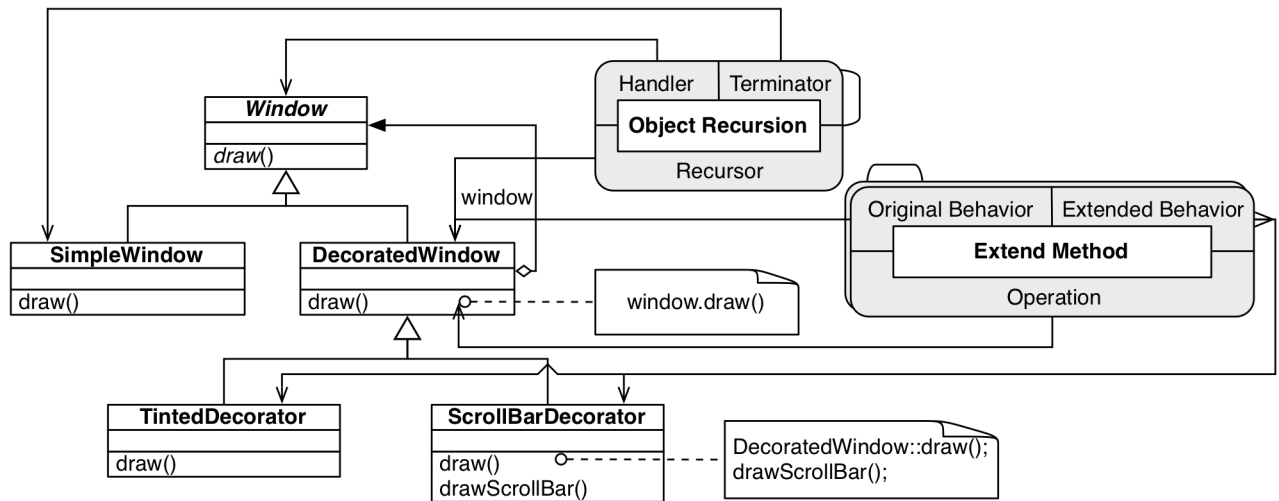 Handler
Terminator
Object Recursion
Recursor
Window
draw()
window
Original Behavior
Extended Behavior
Extend Method
Operation
SimpleWindow
draw()
DecoratedWindow
draw()
window.draw()
TintedDecorator
draw()
ScrollBarDecorator
draw()
drawScrollBar()
DecoratedWindow::draw();
drawScrollBar();